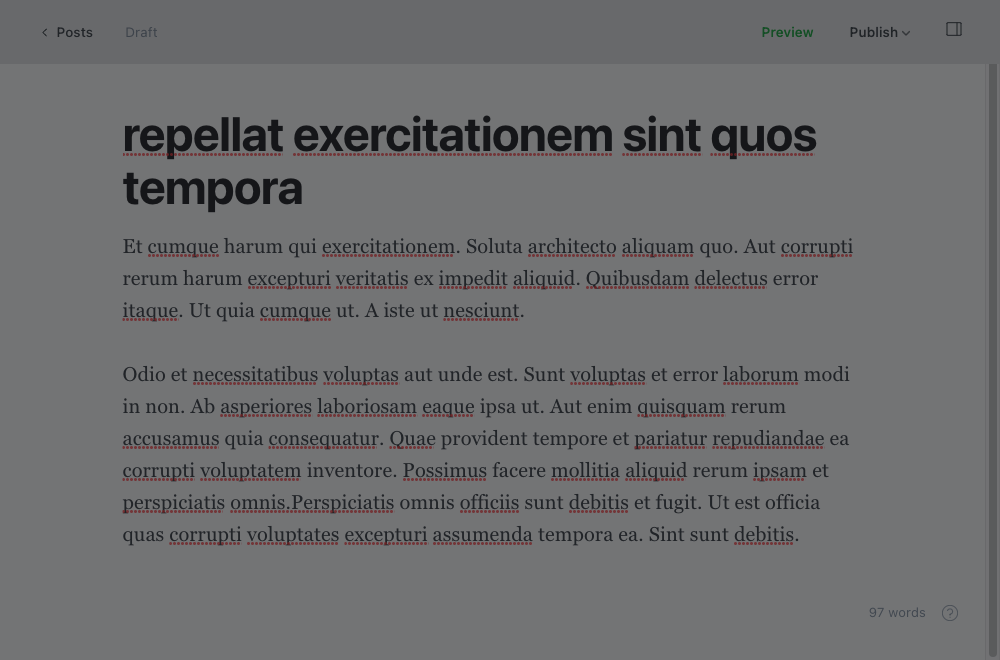 Posts
Draft
Preview
Publish
repellat exercitationem sint quos
tempora
Et cumque harum qui exercitationem. Soluta architecto aliquam quo. Aut corrupti
rerum harum excepturi veritatis ex impedit aliquid. Quibusdam delectus error
itaque. Ut quia cumque ut. A iste ut nesciunt.
Odio et necessitatibus voluptas aut unde est. Sunt voluptas et error laborum modi
in non. Ab asperiores laboriosam eaque ipsa ut. Aut enim quisquam rerum
accusamus quia consequatur. Quae provident tempore et pariatur repudiandae ea
corrupti voluptatem inventore. Possimus facere mollitia aliquid rerum ipsam et
perspiciatis omnis.Perspiciatis omnis officiis sunt debitis et fugit. Ut est officia
quas corrupti voluptates excepturi assumenda tempora ea. Sint sunt debitis.
97 words